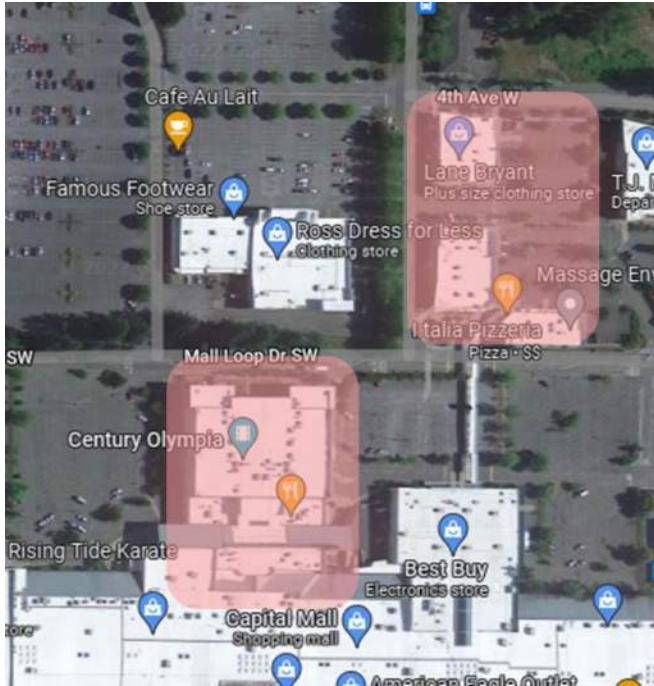 4th Ave W
Cafe Au Lait
Lane Bryant
Plus size clothing store
T.J.
Famous Footwear
Shoe store
Ross Dress for Less
Clothing store
Massage Env
Italia Pizzeria
Pizza • $$
SW
Mall Loop Dr SW
Century Olympia
Rising Tide Karate
Best Buy
Electronics store
Capital Mall
Shopping mall
American Eagle Outlet